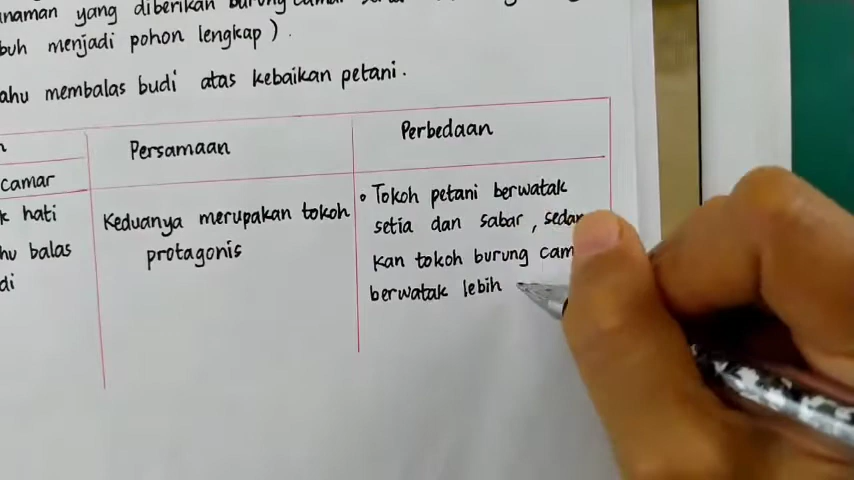 yang diberikan burung camar
buh menjadi pohon lengkap ) .
ahu membalas budi atas kebaikan petani .
n
Persamaan
Perbedaan
camar
k hati
hu balas
di
Keduanya merupakan tokoh
protagonis
• Tokoh petani berwatak
setia dan sabar , sedan
kan tokoh burung cam
berwatak lebih